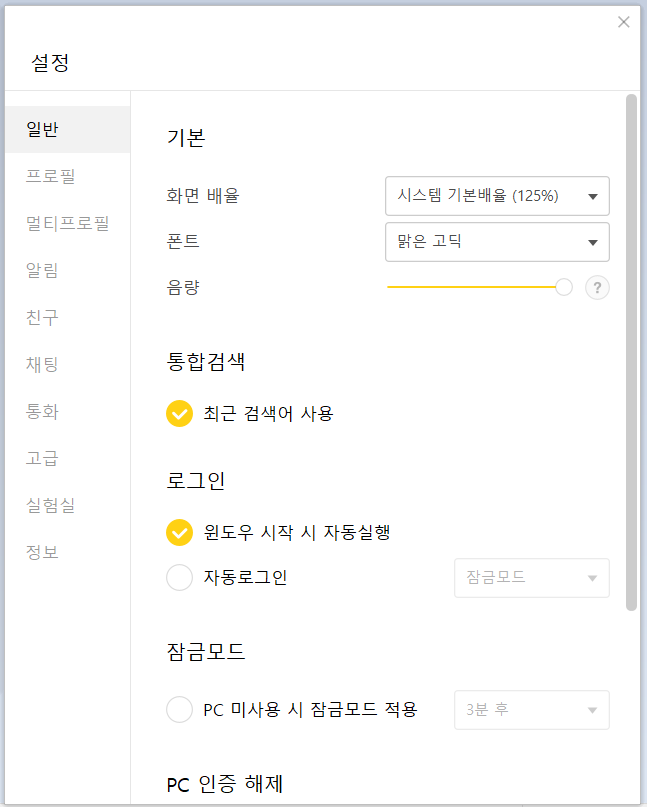 설정
일반
프로필
멀티프로필
알림
친구
채팅
통화
고급
실험실
정보
기본
화면 배율
시스템 기본배율 (125%)
폰트
맑은 고딕
음량
?
통합검색
최근 검색어 사용
로그인
윈도우 시작 시 자동실행
자동로그인
잠금모드
잠금모드
PC 미사용 시 잠금모드 적용
3분 후
PC 인증 해제